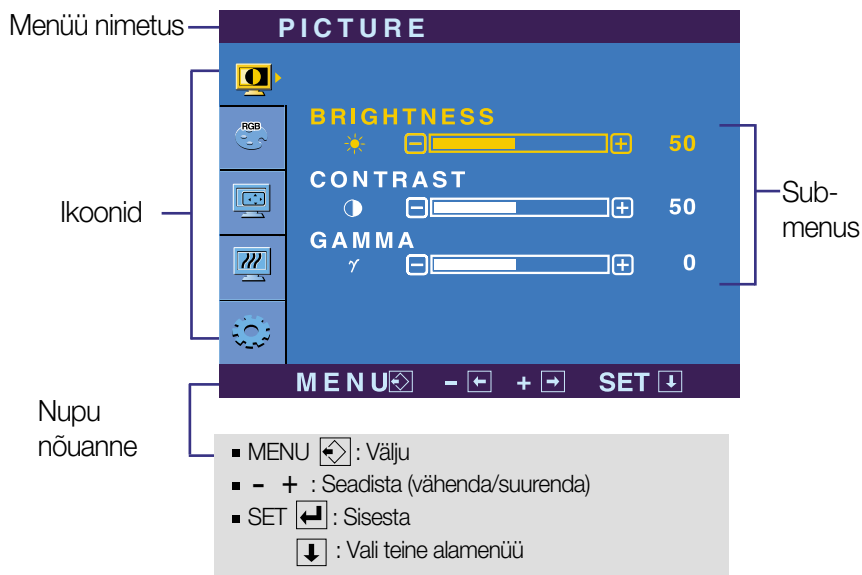 Menüü nimetus
PICTURE
RGB
BRIGHTNESS
50
CONTRAST
50
GAMMA
γ 0
Ikoonid
Sub-
menus
MENU - + SET
Nupu
nõuanne
MENU : Välju
- + : Seadista (vähenda/suurenda)
SET : Sisesta
: Vali teine alamenüü